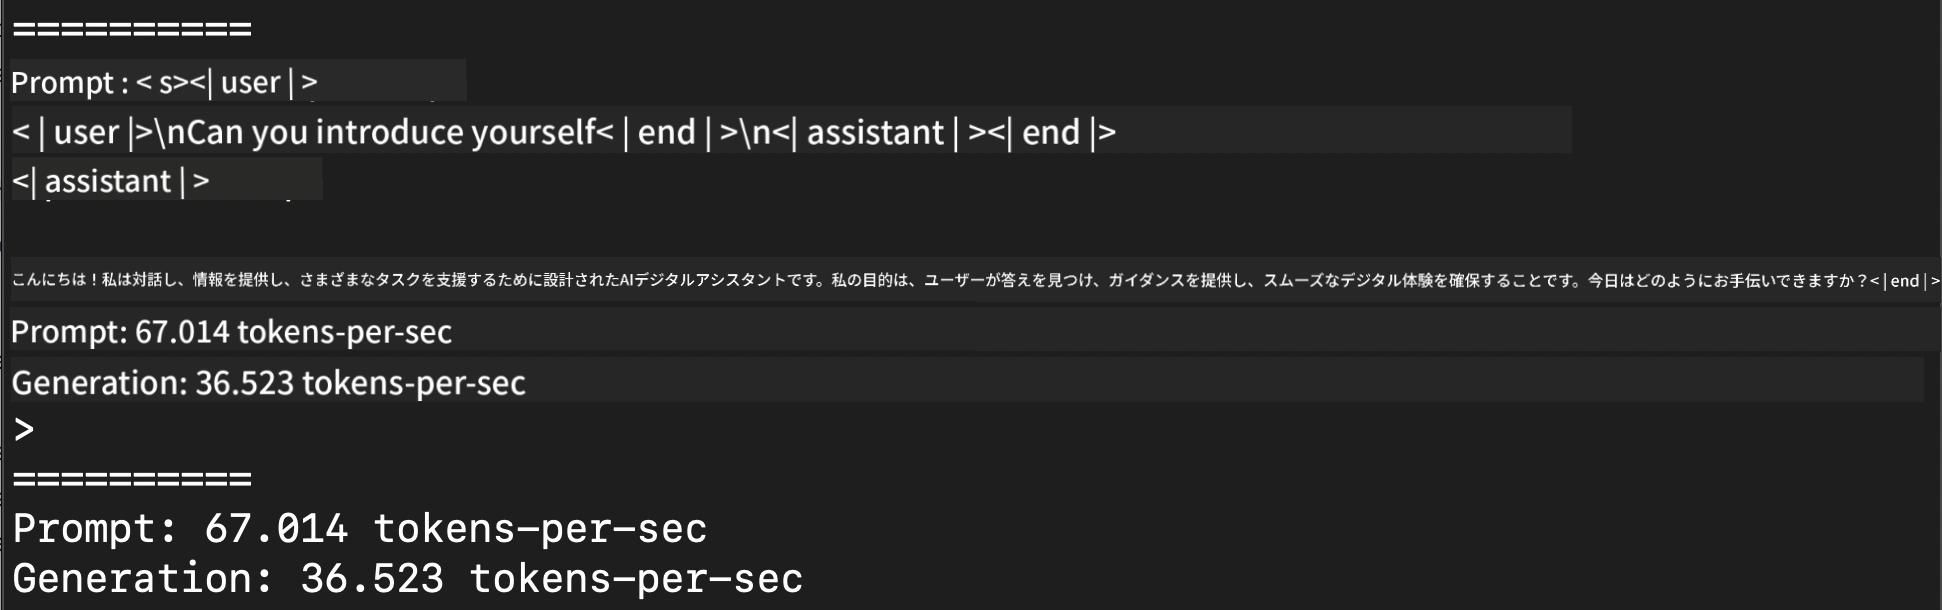 ==========
Prompt : < s><| user | >
< | user |>\nCan you introduce yourself< | end | >\n<| assistant | ><| end |>
<| assistant | >
こんにちは！私は対話し、情報を提供し、さまざまなタスクを支援するために設計されたAIデジタルアシスタントです。私の目的は、ユーザーが答えを見つけ、ガイダンスを提供し、スムーズなデジタル体験を確保することです。今日はどのようにお手伝いできますか？< | end | >
Prompt: 67.014 tokens-per-sec
Generation: 36.523 tokens-per-sec
>
==========
Prompt: 67.014 tokens-per-sec
Generation: 36.523 tokens-per-sec